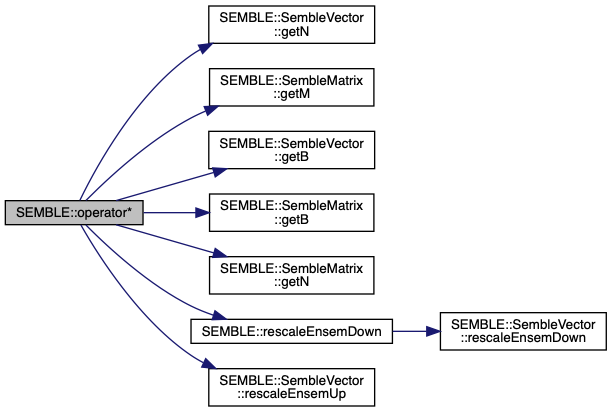 SEMBLE::SembleVector
::getN
SEMBLE::SembleMatrix
::getM
SEMBLE::SembleVector
::getB
SEMBLE::operator*
SEMBLE::SembleMatrix
::getB
SEMBLE::SembleMatrix
::getN
SEMBLE::rescaleEnsemDown
SEMBLE::SembleVector
::rescaleEnsemDown
SEMBLE::SembleVector
::rescaleEnsemUp